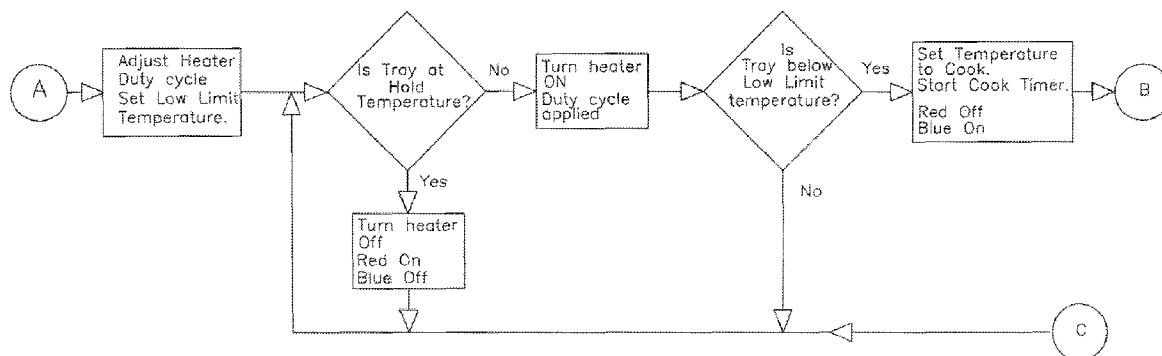 A
Adjust Heater
Duty cycle
Set Low Limit
Temperature.
Is Tray at
Hold
Temperature?
No
Yes
Turn heater
Off
Red On
Blue Off
Turn heater
ON
Duty cycle
applied
Is
Tray below
Low Limit
temperature?
Yes
No
Set Temperature
to Cook.
Start Cook Timer.
Red Off
Blue On
B
C